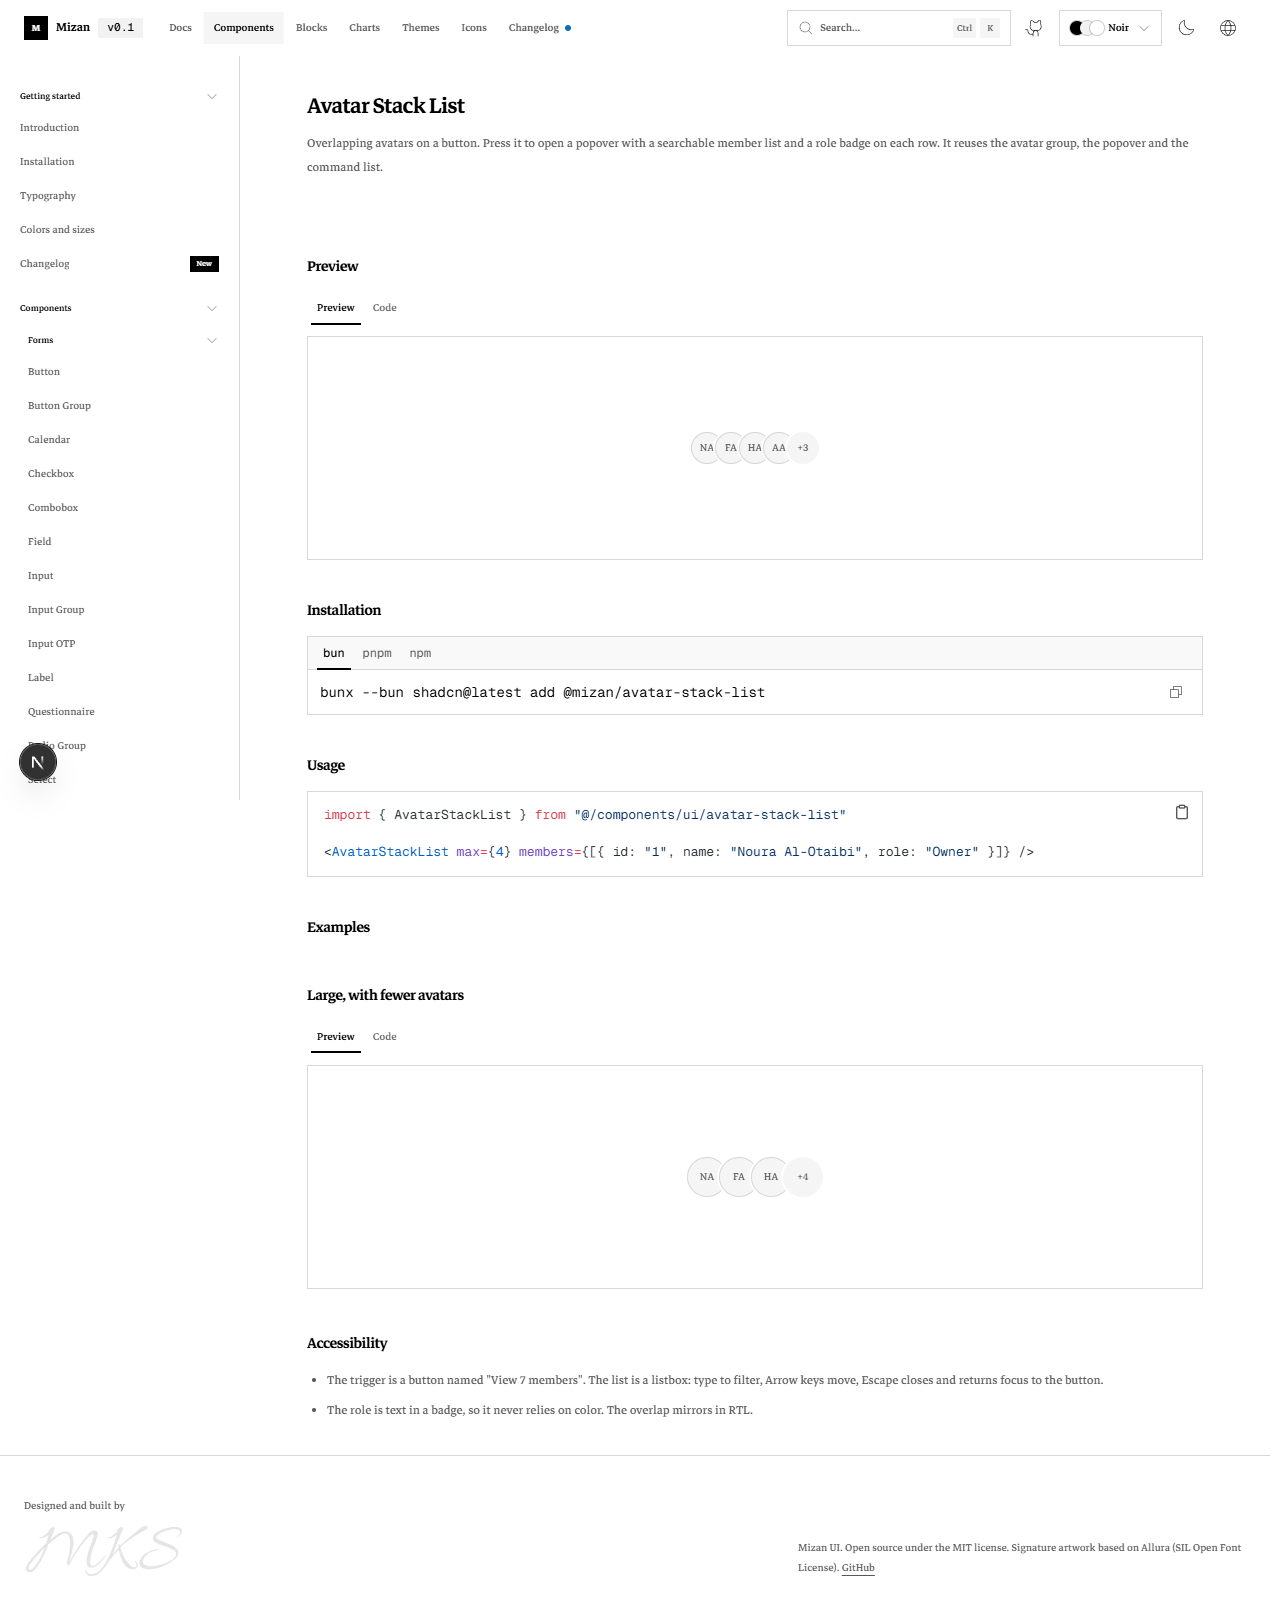 M Mizan v0.1 Docs Components Blocks Charts Themes Icons Changelog Search... Ctrl K Noir
Getting started
Introduction
Installation
Typography
Colors and sizes
Changelog New
Components
Forms
Button
Button Group
Calendar
Checkbox
Combobox
Field
Input
Input Group
Input OTP
Label
Questionnaire
Group
N
Avatar Stack List
Overlapping avatars on a button. Press it to open a popover with a searchable member list and a role badge on each row. It reuses the avatar group, the popover and the
command list.
Preview
Preview Code
NA FA HA AA +3
Installation
bun pnpm npm
bunx --bun shadcn@latest add @mizan/avatar-stack-list
Usage
import { AvatarStackList } from "@/components/ui/avatar-stack-list"
<AvatarStackList max={4} members={[{ id: "1", name: "Noura Al-Otaibi", role: "Owner" }]} />
Examples
Large, with fewer avatars
Preview Code
NA FA HA +4
Accessibility
• The trigger is a button named "View 7 members". The list is a listbox: type to filter, Arrow keys move, Escape closes and returns focus to the button.
• The role is text in a badge, so it never relies on color. The overlap mirrors in RTL.
Designed and built by
MKS
Mizan UI. Open source under the MIT license. Signature artwork based on Allura (SIL Open Font
License). GitHub